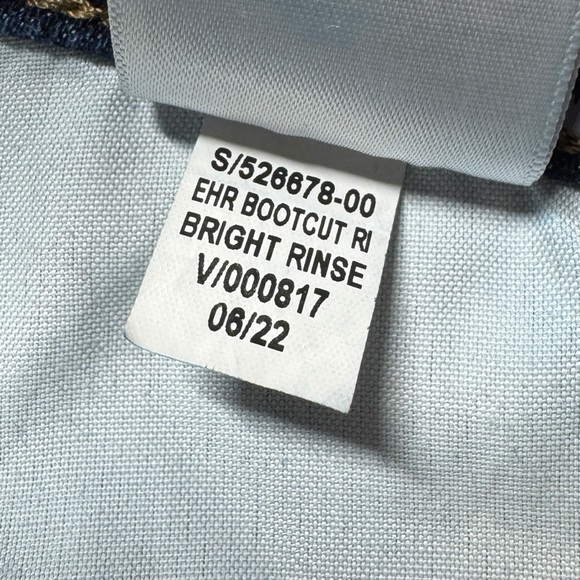 S/526678-00
EHR BOOTCUT RI
BRIGHT RINSE
V/000817
06/22